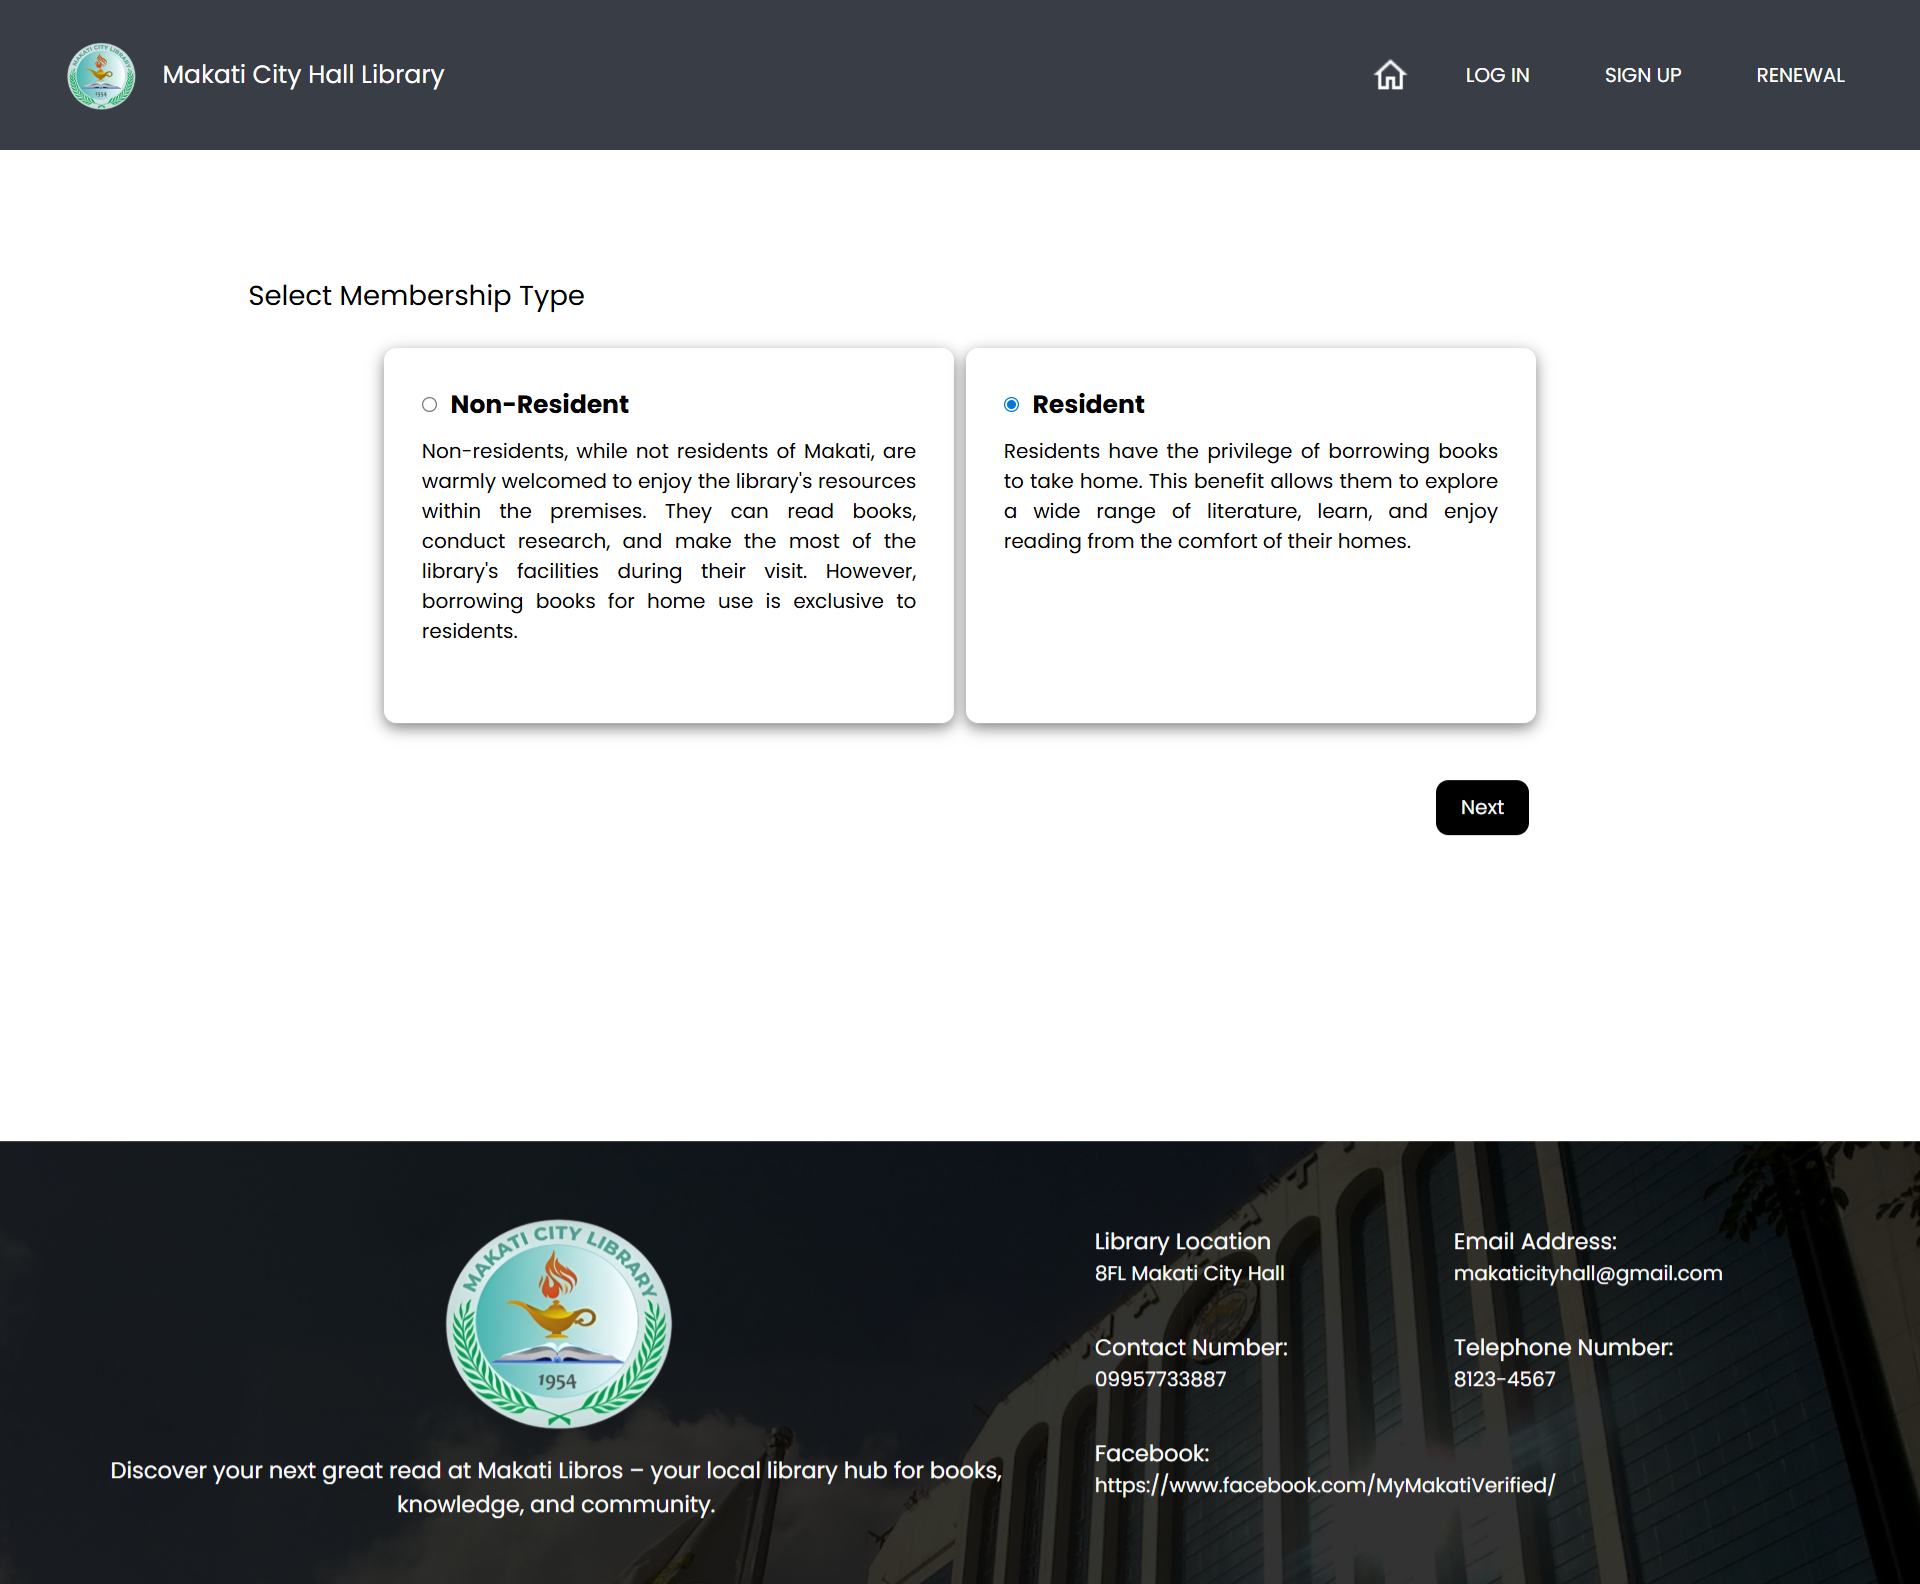 MAKATI CITY LIBRARY
1954
Makati City Hall Library
LOG IN
SIGN UP
RENEWAL
Select Membership Type
Non-Resident
Non-residents, while not residents of Makati, are
warmly welcomed to enjoy the library's resources
within the premises. They can read books,
conduct research, and make the most of the
library's facilities during their visit. However,
borrowing books for home use is exclusive to
residents.
Resident
Residents have the privilege of borrowing books
to take home. This benefit allows them to explore
a wide range of literature, learn, and enjoy
reading from the comfort of their homes.
Next
MAKATI CITY LIBRARY
1954
Discover your next great read at Makati Libros – your local library hub for books,
knowledge, and community.
Library Location
8FL Makati City Hall
Email Address:
makaticityhall@gmail.com
Contact Number:
09957733887
Telephone Number:
8123-4567
Facebook:
https://www.facebook.com/MyMakatiVerified/